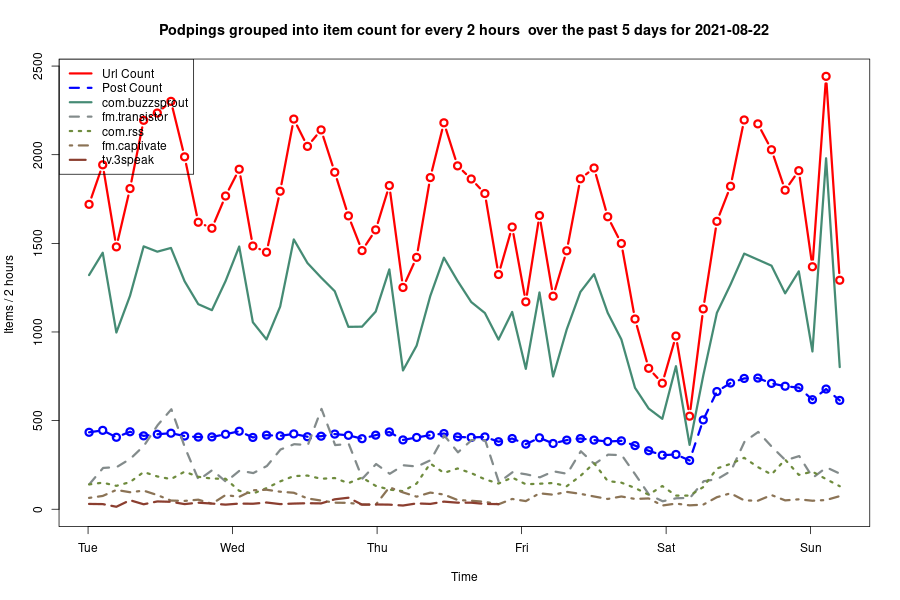 Podpings grouped into item count for every 2 hours  over the past 5 days for 2021-08-22
Url Count
Post Count
com.buzzsprout
fm.transistor
com.rss
fm.captivate
tv.3speak
Items / 2 hours
2500
2000
1500
1000
500
0
Tue Wed Thu Fri Sat Sun
Time